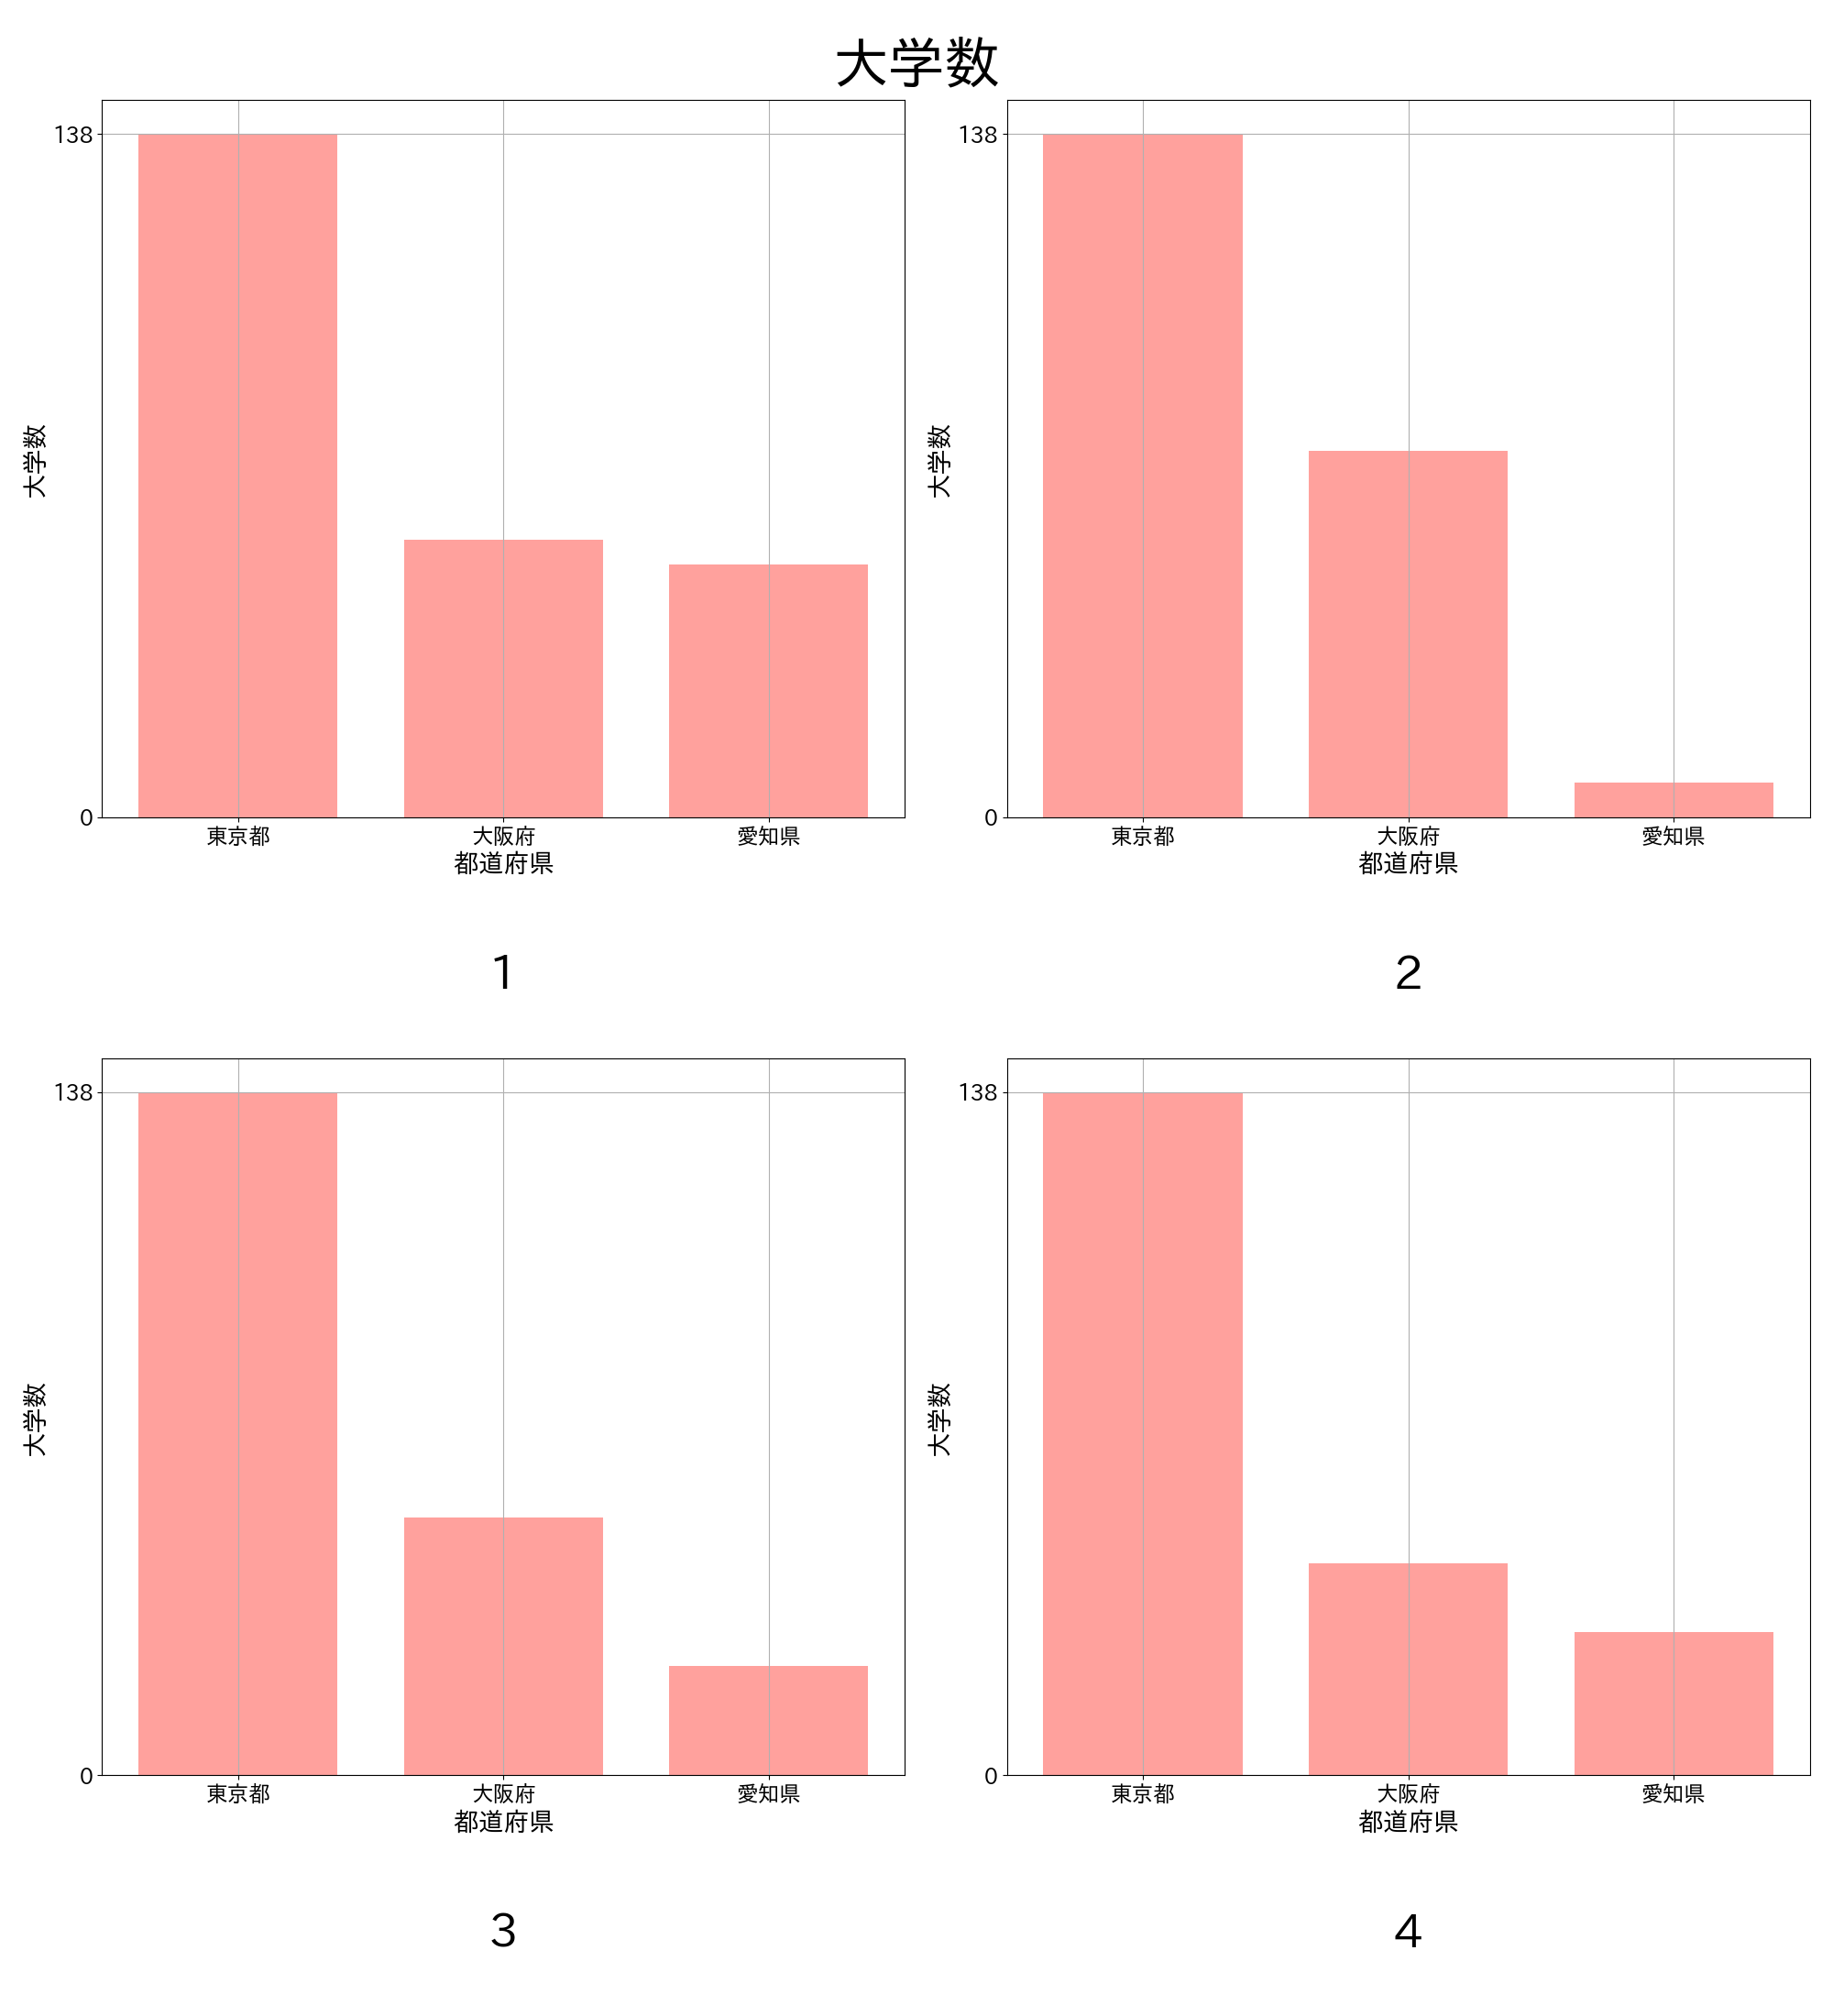 大学数
138
0
大学数
東京都 大阪府 愛知県
都道府県
1
138
0
大学数
東京都 大阪府 愛知県
都道府県
2
138
0
大学数
東京都 大阪府 愛知県
都道府県
3
138
0
大学数
東京都 大阪府 愛知県
都道府県
4